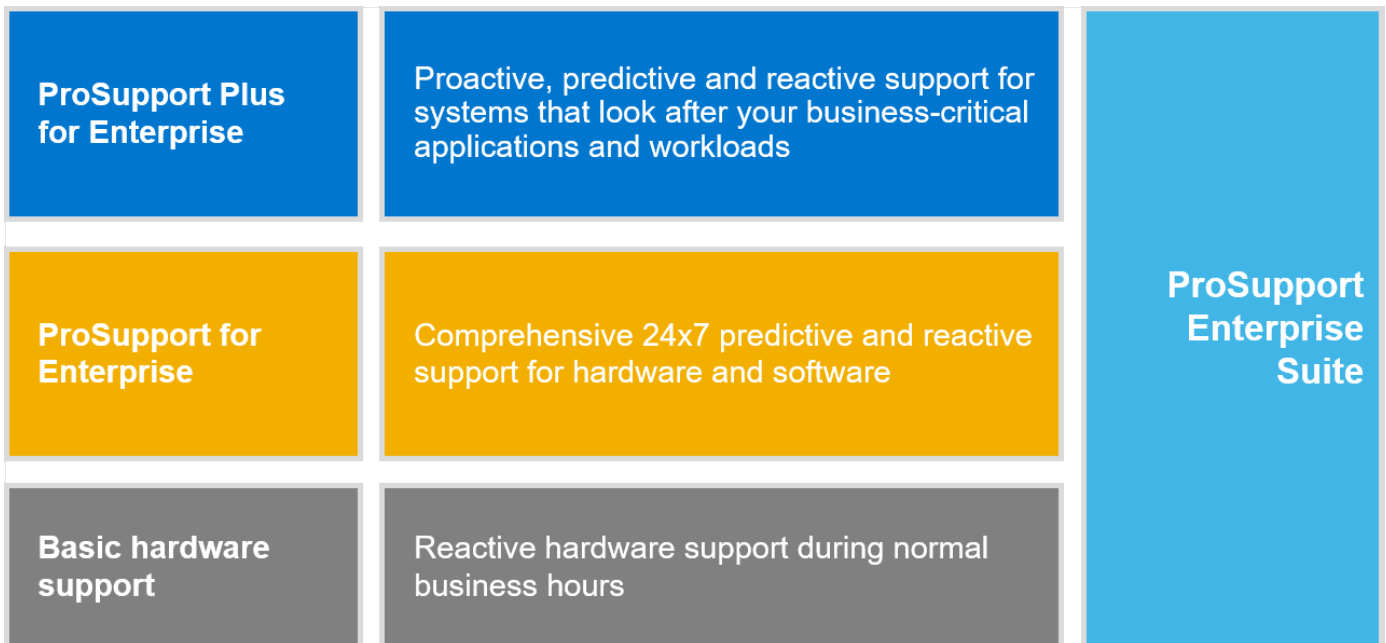 ProSupport Plus
for Enterprise
Proactive, predictive and reactive support for
systems that look after your business-critical
applications and workloads
ProSupport for
Enterprise
Comprehensive 24x7 predictive and reactive
support for hardware and software
Basic hardware
support
Reactive hardware support during normal
business hours
ProSupport
Enterprise
Suite